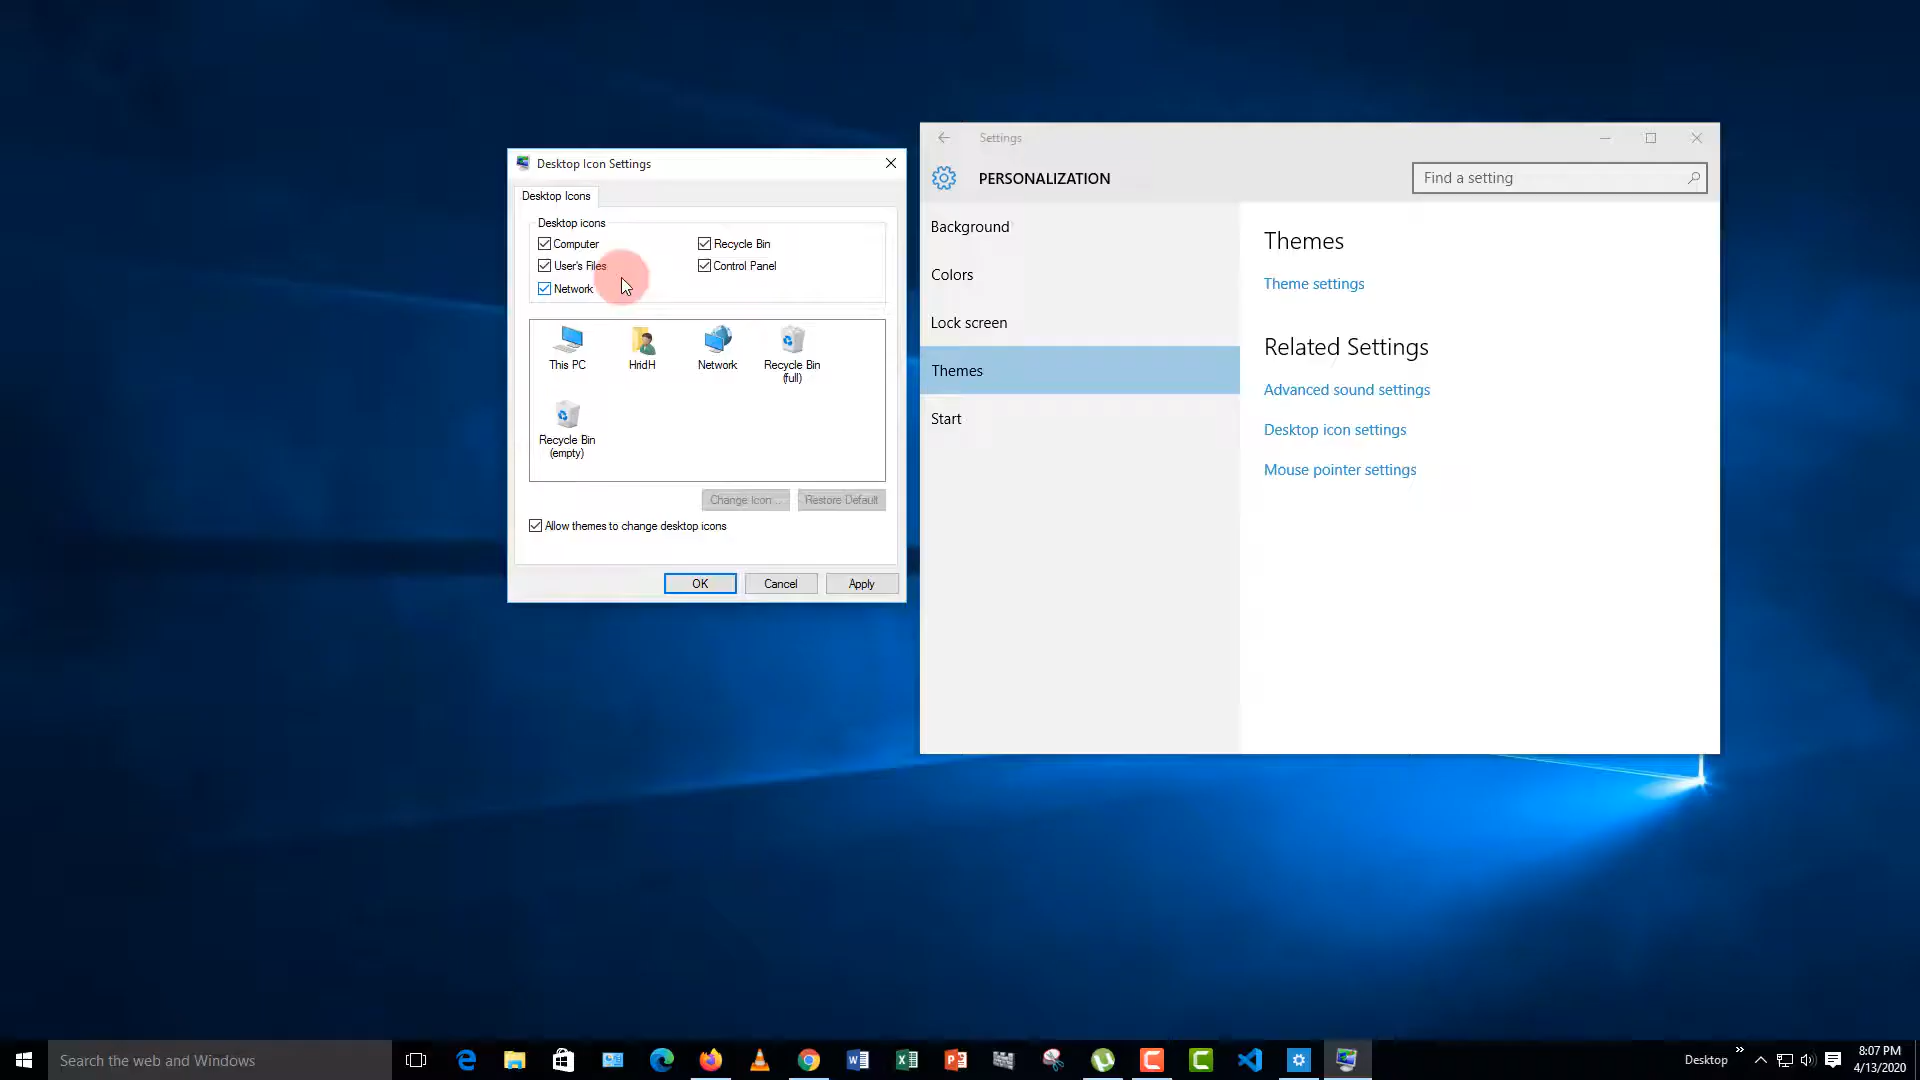 Desktop Icon Settings
Desktop Icons
Desktop icons
Computer
Recycle Bin
User's Files
Control Panel
Network
This PC
HridH
Network
Recycle Bin
(full)
Recycle Bin
(empty)
Change Icon...
Restore Default
Allow themes to change desktop icons
OK
Cancel
Apply
Settings
PERSONALIZATION
Find a setting
Background
Colors
Lock screen
Themes
Start
Themes
Theme settings
Related Settings
Advanced sound settings
Desktop icon settings
Mouse pointer settings
Search the web and Windows
Desktop
8:07 PM
4/13/2020